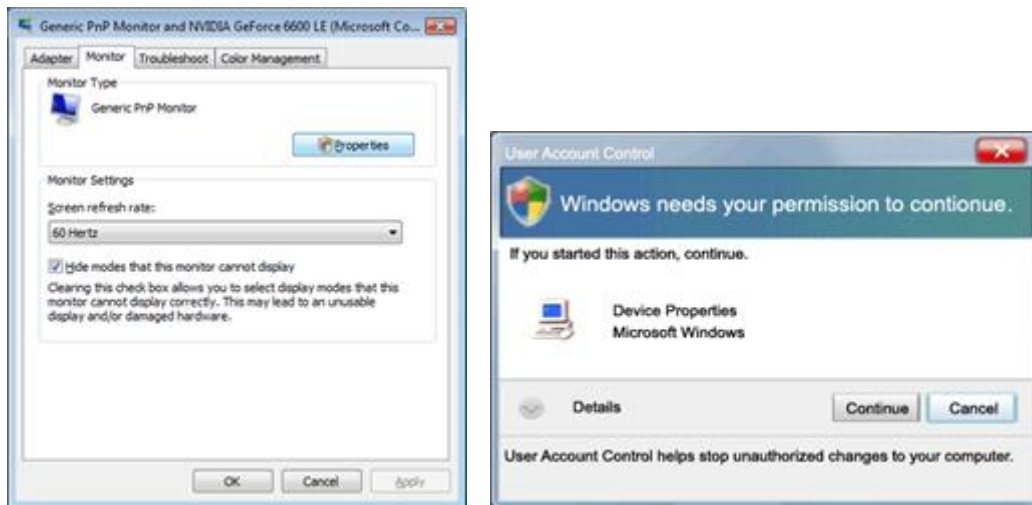 Generic PnP Monitor and NVIDIA GeForce 6600 LE (Microsoft Co...
Adapter Monitor Troubleshoot Color Management
Monitor Type
Generic PnP Monitor
Properties
Monitor Settings
Screen refresh rate:
60 Hertz
Hide modes that this monitor cannot display
Clearing this check box allows you to select display modes that this
monitor cannot display correctly. This may lead to an unusable
display and/or damaged hardware.
OK Cancel Apply
User Account Control
Windows needs your permission to contionue.
If you started this action, continue.
Device Properties
Microsoft Windows
Details Continue Cancel
User Account Control helps stop unauthorized changes to your computer.